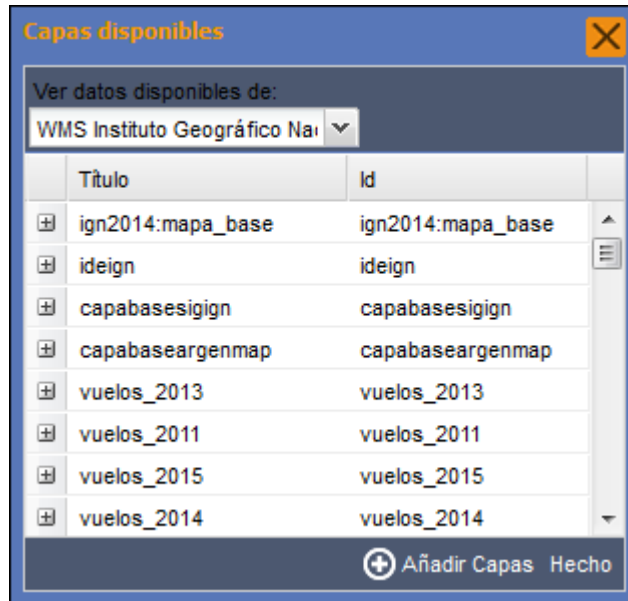 Capas disponibles
Ver datos disponibles de:
WMS Instituto Geográfico
Título Id
ign2014:mapa_base ign2014:mapa_base
ideign ideign
capabasesigign capabasesigign
capabaseargenmap capabaseargenmap
vuelos_2013 vuelos_2013
vuelos_2011 vuelos_2011
vuelos_2015 vuelos_2015
vuelos_2014 vuelos_2014
Añadir Capas Hecho